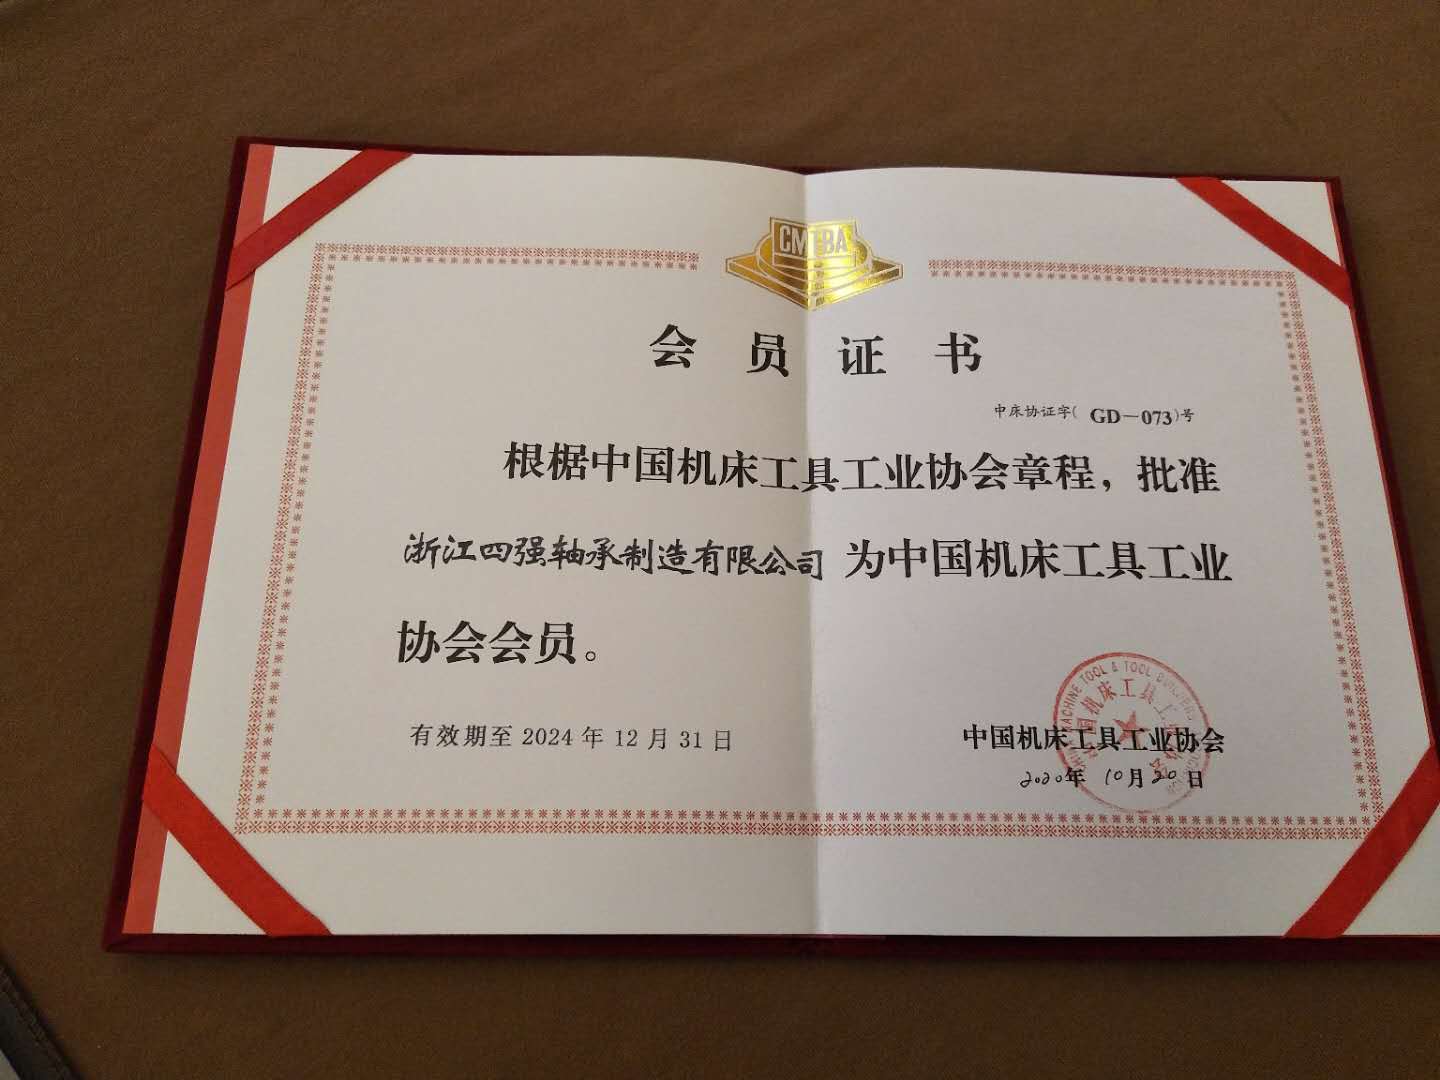 CMTBA
会员证书
中床协证字( GD－073)号
根椐中国机床工具工业协会章程，批准
浙江四强轴承制造有限公司 为中国机床工具工业
协会会员。
有效期至 2024 年 12 月 31 日
MACHINE TOOL & TOOL BUILDERS
中国机床工具工业协会
2020年 10月20日